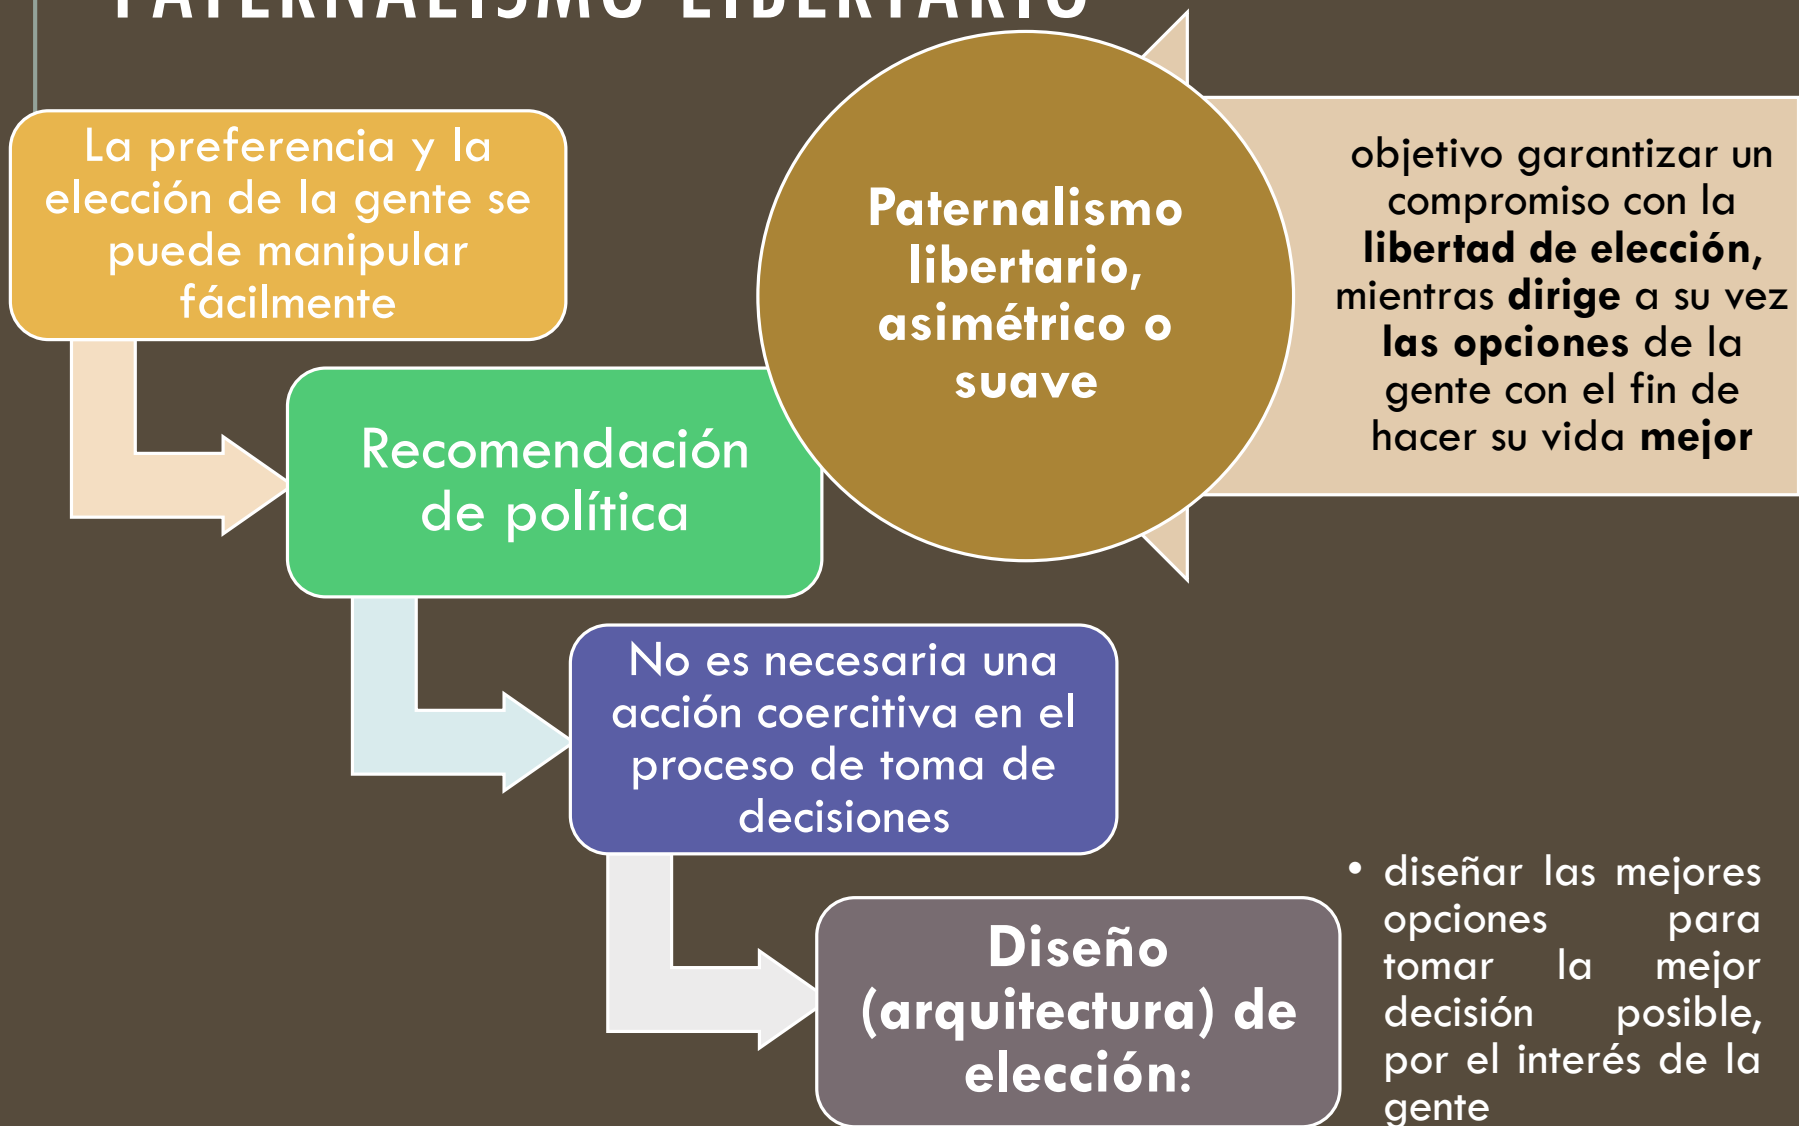 PATERNALISMO LIBERTARIO
La preferencia y la
elección de la gente se
puede manipular
fácilmente
Recomendación
de política
No es necesaria una
acción coercitiva en el
proceso de toma de
decisiones
Diseño
(arquitectura) de
elección:
• diseñar las mejores
opciones para
tomar la mejor
decisión posible,
por el interés de la
gente
Paternalismo
libertario,
asimétrico o
suave
objetivo garantizar un
compromiso con la
libertad de elección,
mientras dirige a su vez
las opciones de la
gente con el fin de
hacer su vida mejor